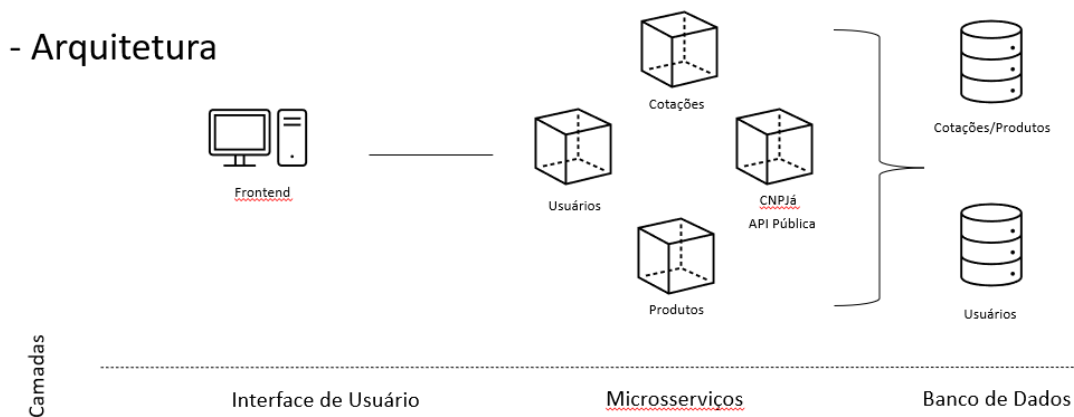 - Arquitetura
Cotações
Cotações/Produtos
Frontend
Usuários
CNPJá
API Pública
Produtos
Usuários
Camadas
Interface de Usuário
Microsserviços
Banco de Dados